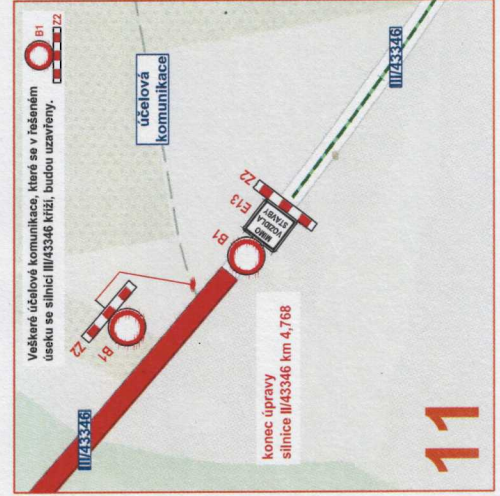 Veškeré účelové komunikace, které se v řešeném
úseku se silnicí III/43346 kříží, budou uzavřeny.
B1
Z2
účelová
komunikace
III/43346
Z2
B1
B1
E13
Z2
MIMO
VOZIDLA
STAVBY
III/43346
konec úpravy
silnice II/43346 km 4,768
11